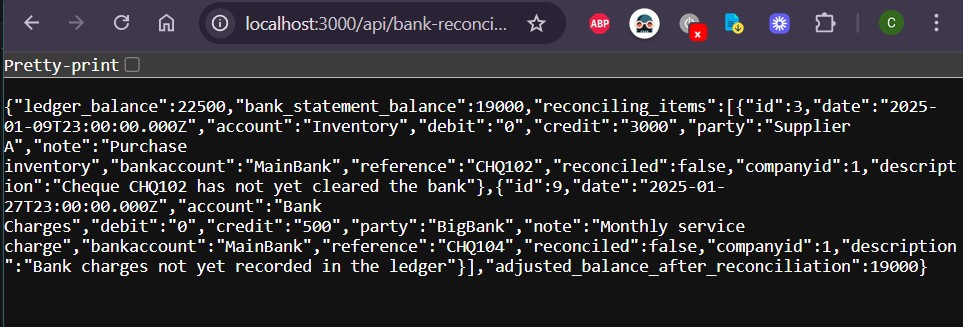 localhost:3000/api/bank-reconci...
ABP
C
Pretty-print
{"ledger_balance":22500,"bank_statement_balance":19000,"reconciling_items":[{"id":3,"date":"2025-
01-09T23:00:00.000Z","account":"Inventory","debit":"0","credit":"3000","party":"Supplier
A","note":"Purchase
inventory","bankaccount":"MainBank","reference":"CHQ102","reconciled":false,"companyid":1,"descript
ion":"Cheque CHQ102 has not yet cleared the bank"},{"id":9,"date":"2025-01-
27T23:00:00.000Z","account":"Bank
Charges","debit":"0","credit":"500","party":"BigBank","note":"Monthly service
charge","bankaccount":"MainBank","reference":"CHQ104","reconciled":false,"companyid":1,"description
":"Bank charges not yet recorded in the ledger"}],"adjusted_balance_after_reconciliation":19000}